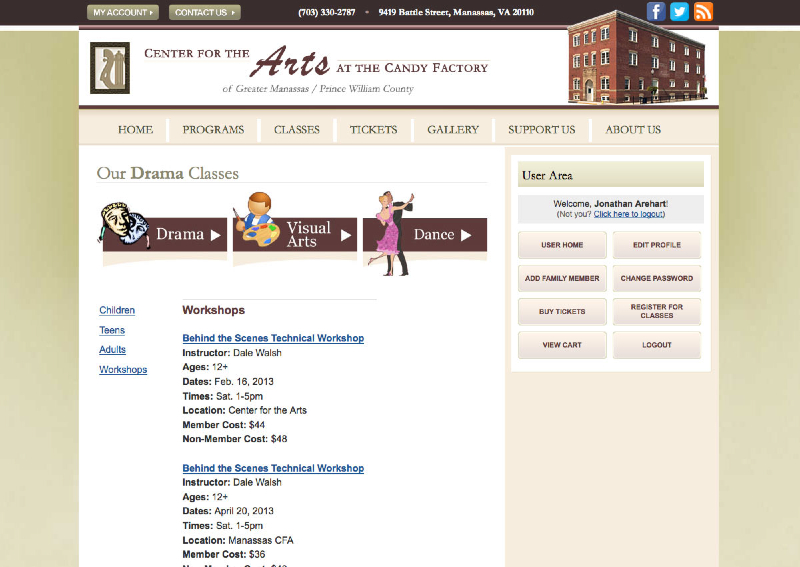 MY ACCOUNT
CONTACT US
(703) 330-2787 • 9419 Battle Street, Manassas, VA 20110
CENTER FOR THE Arts AT THE CANDY FACTORY
of Greater Manassas / Prince William County
HOME PROGRAMS CLASSES TICKETS GALLERY SUPPORT US ABOUT US
Our Drama Classes
Drama
Visual Arts
Dance
Children
Teens
Adults
Workshops
Workshops
Behind the Scenes Technical Workshop
Instructor: Dale Walsh
Ages: 12+
Dates: Feb. 16, 2013
Times: Sat. 1-5pm
Location: Center for the Arts
Member Cost: $44
Non-Member Cost: $48
Behind the Scenes Technical Workshop
Instructor: Dale Walsh
Ages: 12+
Dates: April 20, 2013
Times: Sat. 1-5pm
Location: Manassas CFA
Member Cost: $36
User Area
Welcome, Jonathan Arehart!
(Not you? Click here to logout)
USER HOME
EDIT PROFILE
ADD FAMILY MEMBER
CHANGE PASSWORD
BUY TICKETS
REGISTER FOR
CLASSES
VIEW CART
LOGOUT